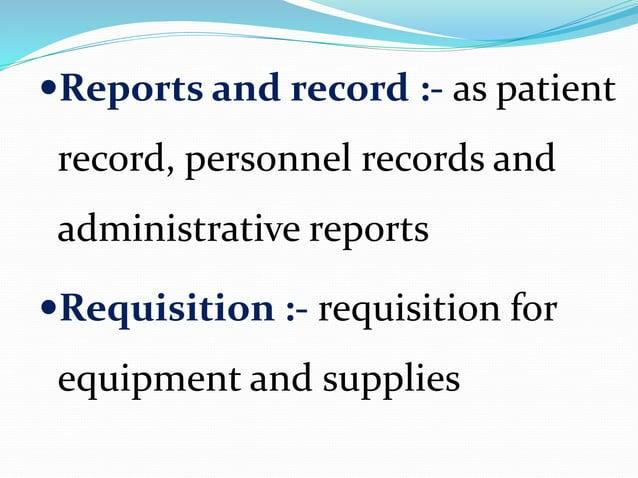 •Reports and record :- as patient
record, personnel records and
administrative reports
•Requisition :- requisition for
equipment and supplies